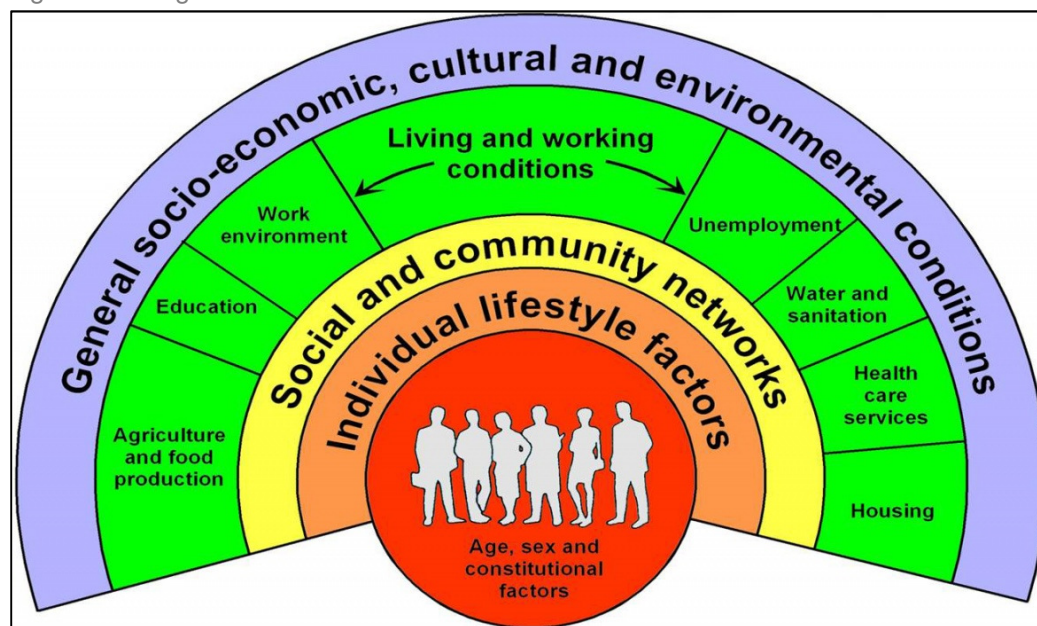 General socio-economic, cultural and environmental conditions
Living and working
conditions
Work
environment
Education
Agriculture
and food
production
Unemployment
Water and
sanitation
Health
care
services
Housing
Social and community networks
Individual lifestyle factors
Age, sex and
constitutional
factors